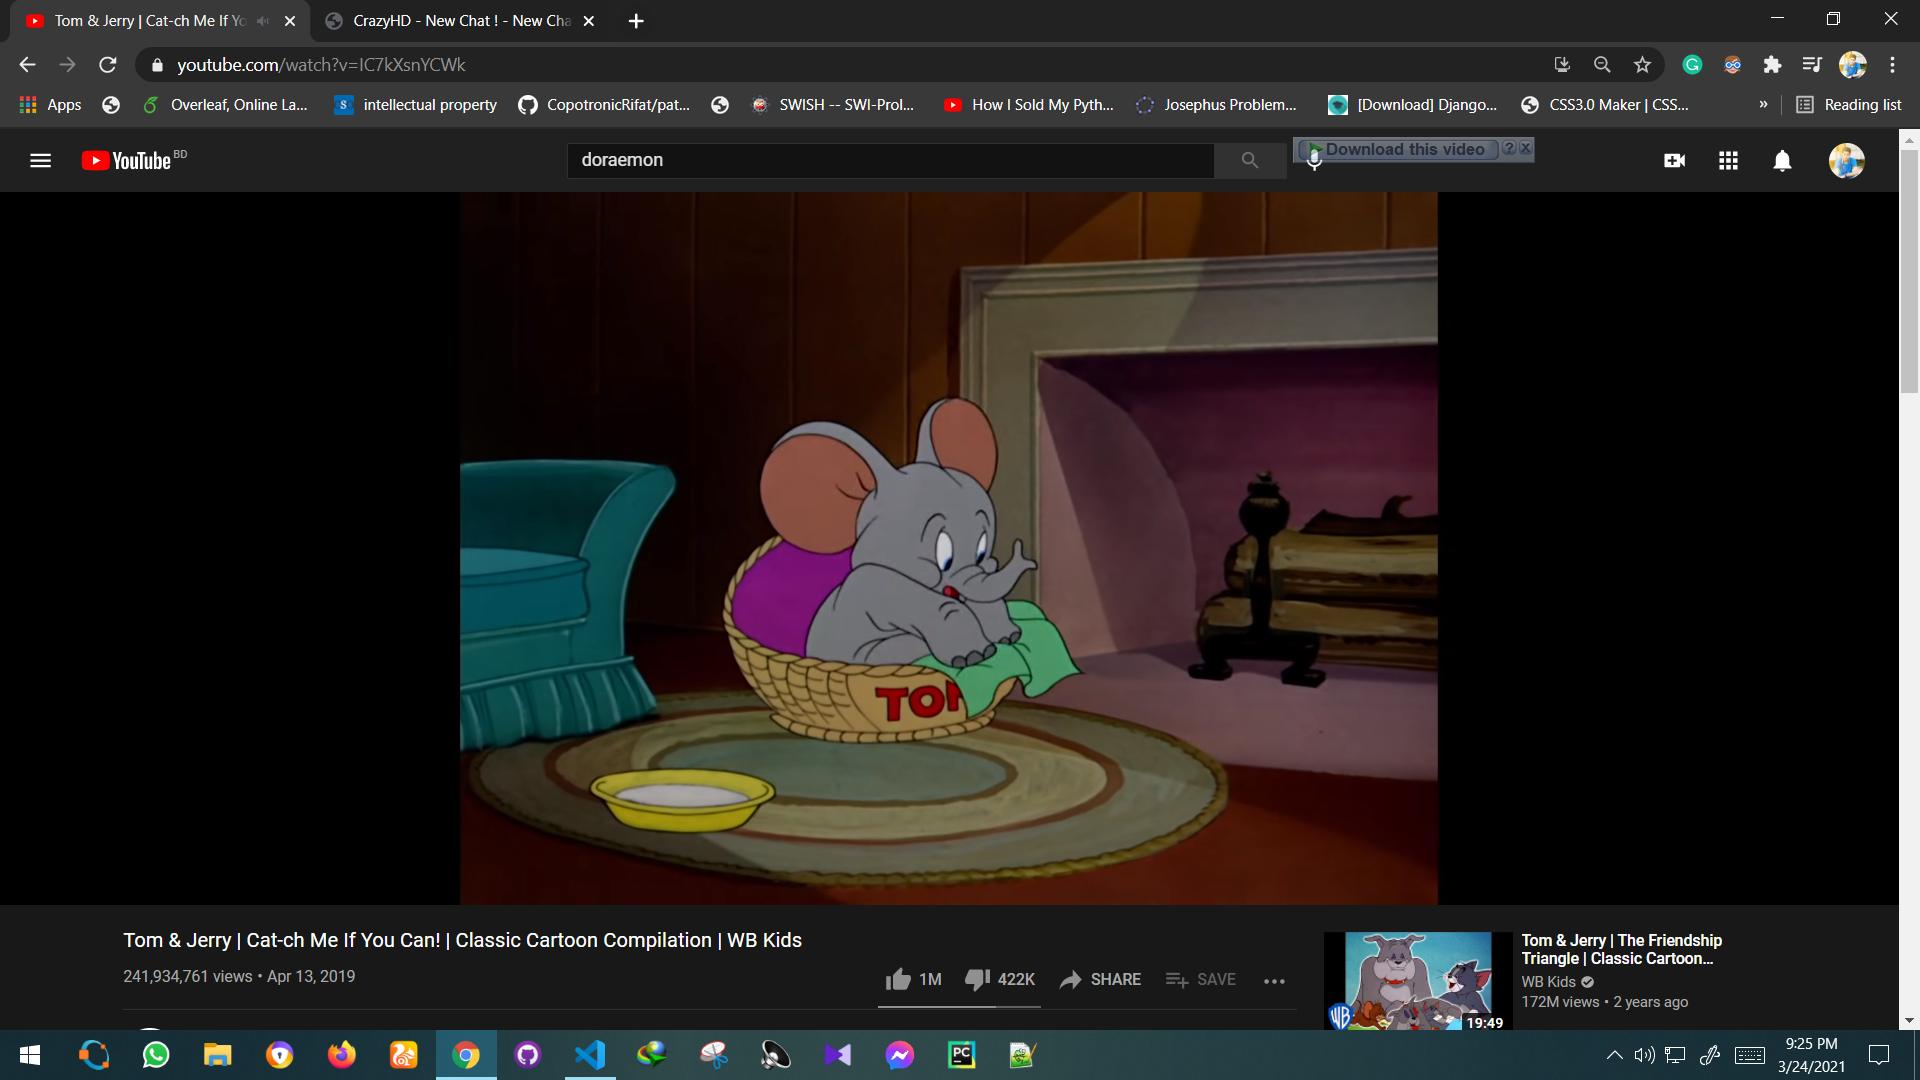 Tom & Jerry | Cat-ch Me If Yo
CrazyHD - New Chat ! - New Cha
youtube.com/watch?v=IC7kXsnYCWk
Apps
Overleaf, Online La...
intellectual property
CopotronicRifat/pat...
SWISH -- SWI-Prol...
How I Sold My Pyth...
Josephus Problem...
[Download] Django...
CSS3.0 Maker | CSS...
»
Reading list
YouTube BD
doraemon
Download this video
TOM
Tom & Jerry | Cat-ch Me If You Can! | Classic Cartoon Compilation | WB Kids
241,934,761 views • Apr 13, 2019
1M
422K
SHARE
SAVE
Tom & Jerry | The Friendship
Triangle | Classic Cartoon...
WB Kids
172M views • 2 years ago
WB
19:49
PC
9:25 PM
3/24/2021